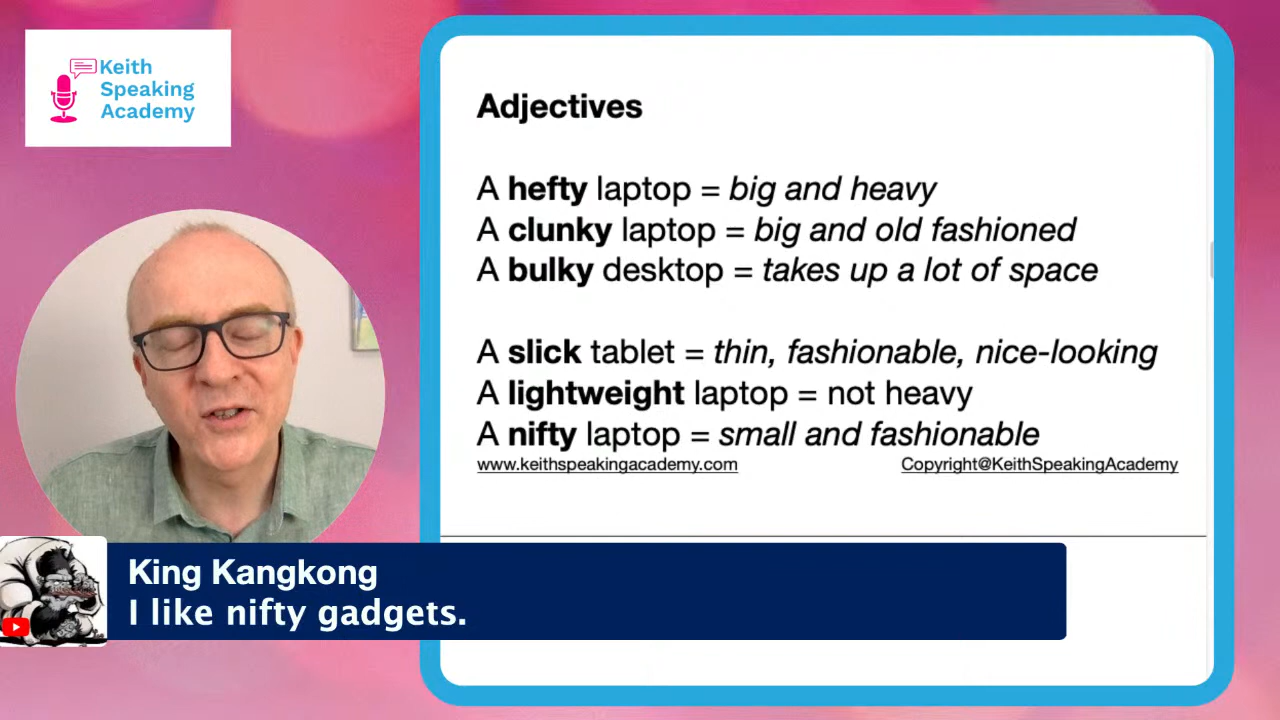 Keith
Speaking
Academy
Adjectives
A hefty laptop = big and heavy
A clunky laptop = big and old fashioned
A bulky desktop = takes up a lot of space
A slick tablet = thin, fashionable, nice-looking
A lightweight laptop = not heavy
A nifty laptop = small and fashionable
www.keithspeakingacademy.com Copyright@KeithSpeakingAcademy
King Kangkong
I like nifty gadgets.